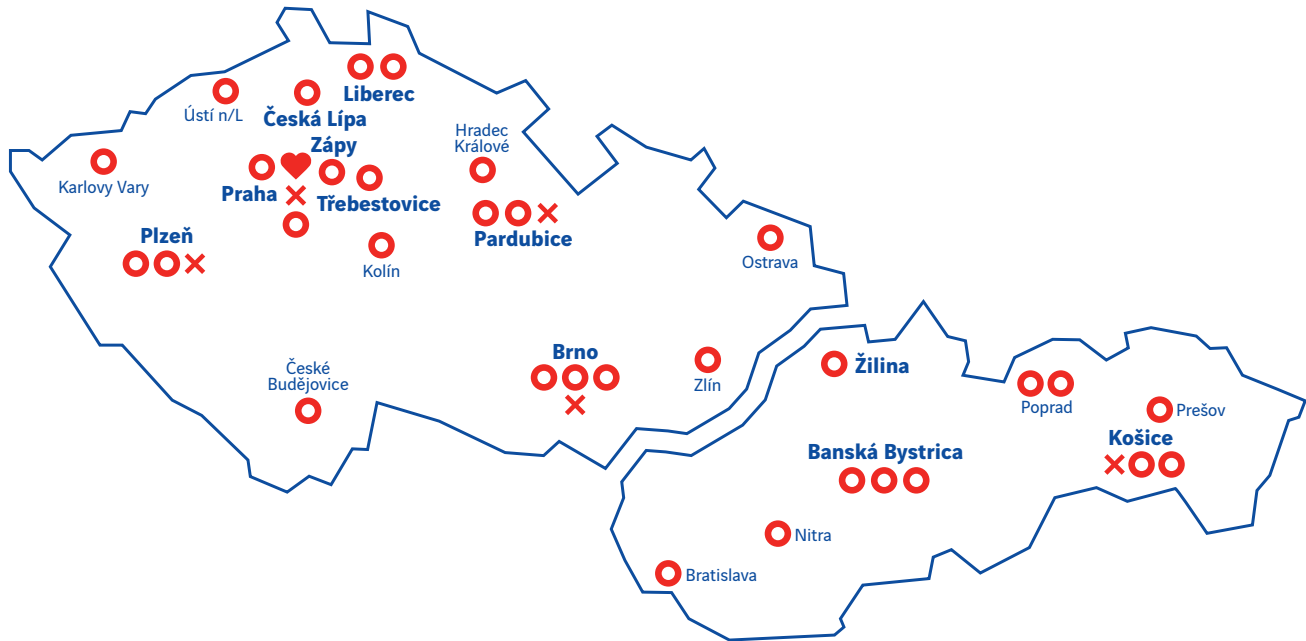 Liberec
Ústí n/L
Česká Lípa
Hradec
Králové
Zápy
Karlovy Vary
Praha
Třebestovice
Plzeň
Pardubice
Kolín
Ostrava
Brno
České
Budějovice
Zlín
Žilina
Poprad
Prešov
Košice
Banská Bystrica
Nitra
Bratislava